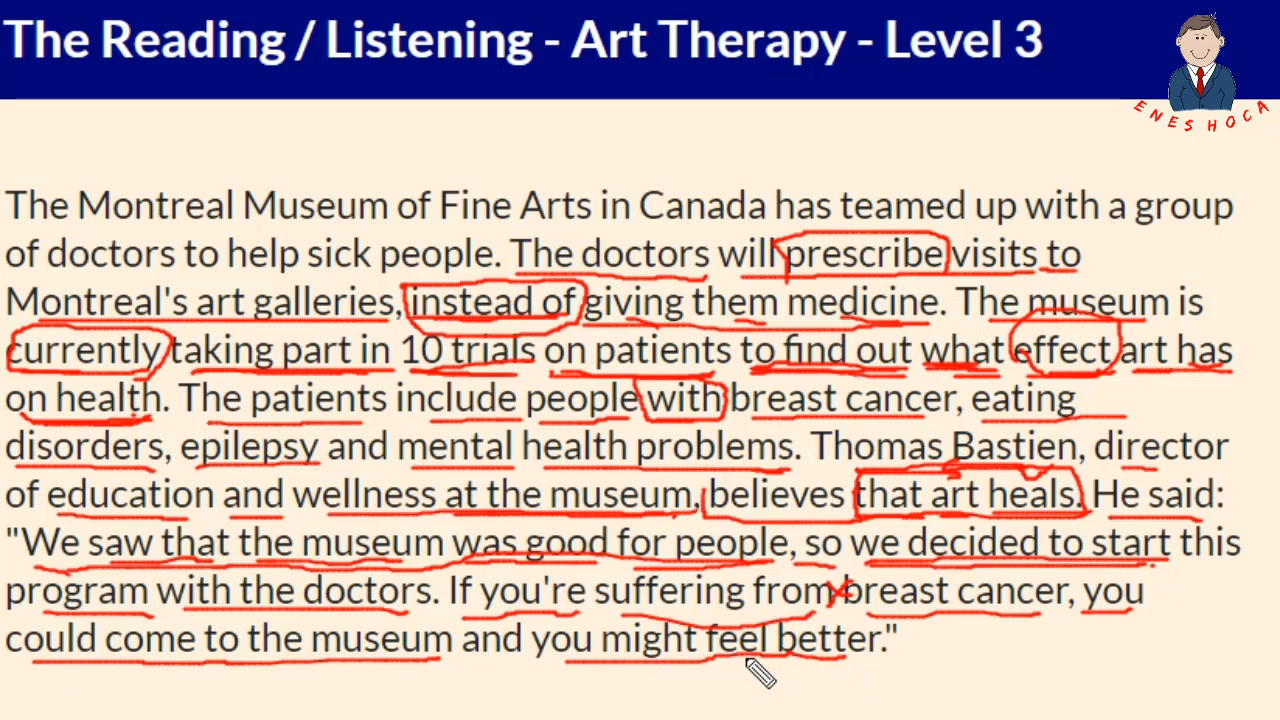 The Reading / Listening - Art Therapy - Level 3
ENES HOCA
The Montreal Museum of Fine Arts in Canada has teamed up with a group
of doctors to help sick people. The doctors will prescribe visits to
Montreal's art galleries, instead of giving them medicine. The museum is
currently taking part in 10 trials on patients to find out what effect art has
on health. The patients include people with breast cancer, eating
disorders, epilepsy and mental health problems. Thomas Bastien, director
of education and wellness at the museum, believes that art heals. He said:
"We saw that the museum was good for people, so we decided to start this
program with the doctors. If you're suffering from breast cancer, you
could come to the museum and you might feel better."